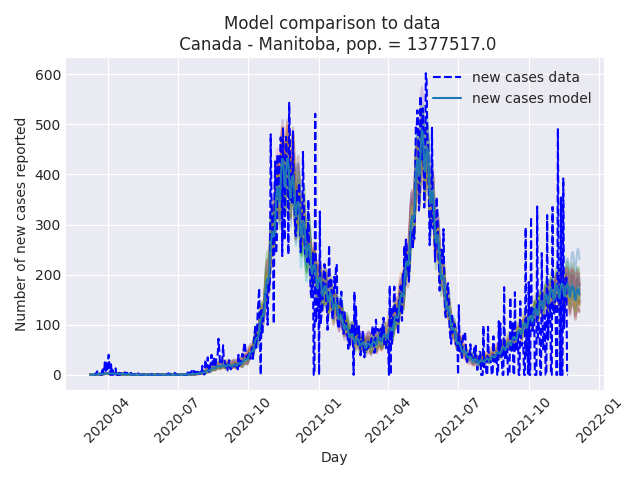 Model comparison to data
Canada - Manitoba, pop. = 1377517.0
new cases data
new cases model
Number of new cases reported
600
500
400
300
200
100
0
2020-04
2020-07
2020-10
2021-01
2021-04
2021-07
2021-10
2022-01
Day